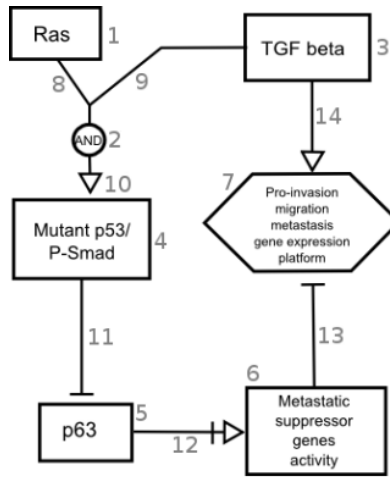 Ras
1
TGF beta
3
8
9
AND
2
14
10
7
Mutant p53/
P-Smad
4
Pro-invasion
migration
metastasis
gene expression
platform
11
13
6
p63
5
12
Metastatic
suppressor
genes
activity